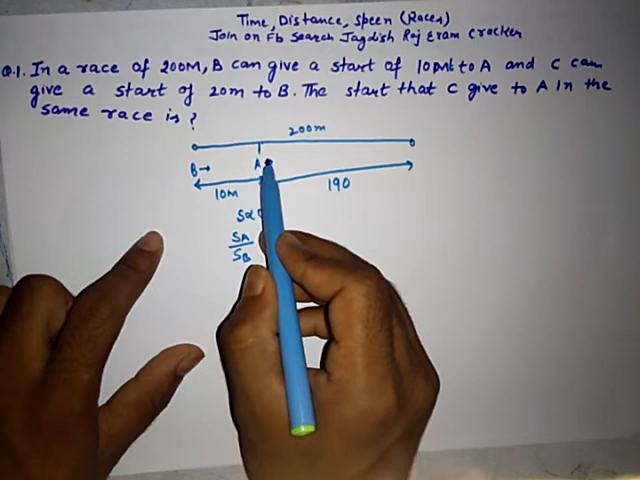 Time, Distance, Speen (Races)
Join on Fb Search Jagdish Raj Exam Cracker
Q.1. In a race of 200M, B can give a start of 10Mt to A and C can
give a start of 20m to B. The start that C give to A In the
same race is?
200m
B→ A
10M 190
S∝
SA
SB